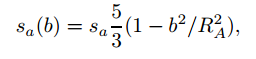 s_a(b) = s_a \frac{5}{3}(1 - b^2/R_A^2),